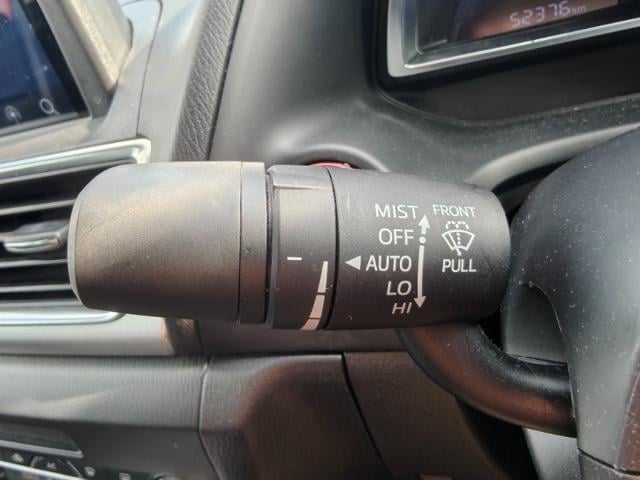 52376 km
MIST FRONT
OFF
AUTO PULL
LO
HI